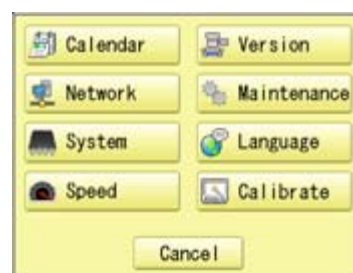 Calendar
Version
Network
Maintenance
System
Language
Speed
Calibrate
Cancel